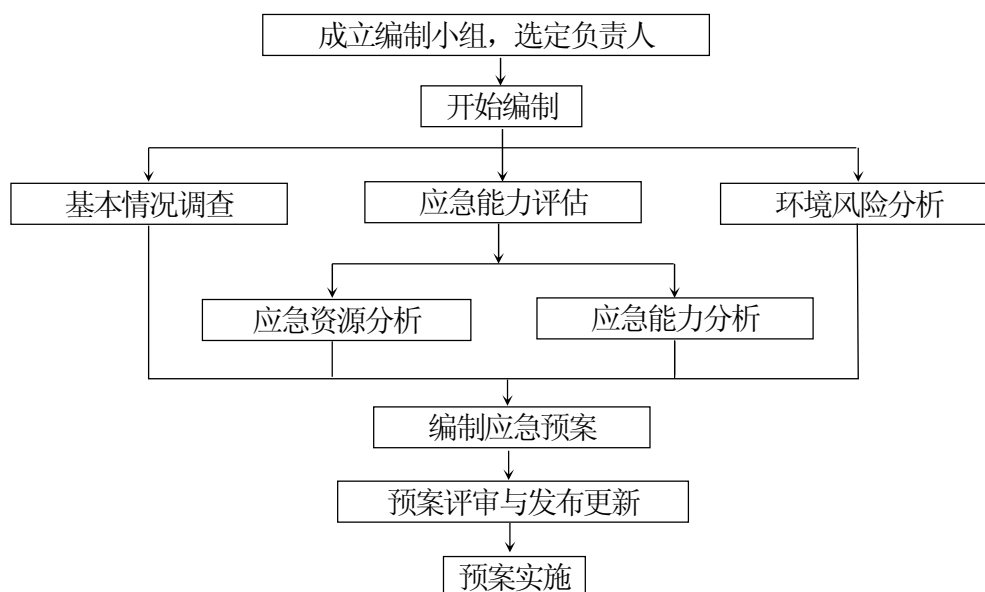 成立编制小组，选定负责人
开始编制
基本情况调查
应急能力评估
环境风险分析
应急资源分析
应急能力分析
编制应急预案
预案评审与发布更新
预案实施